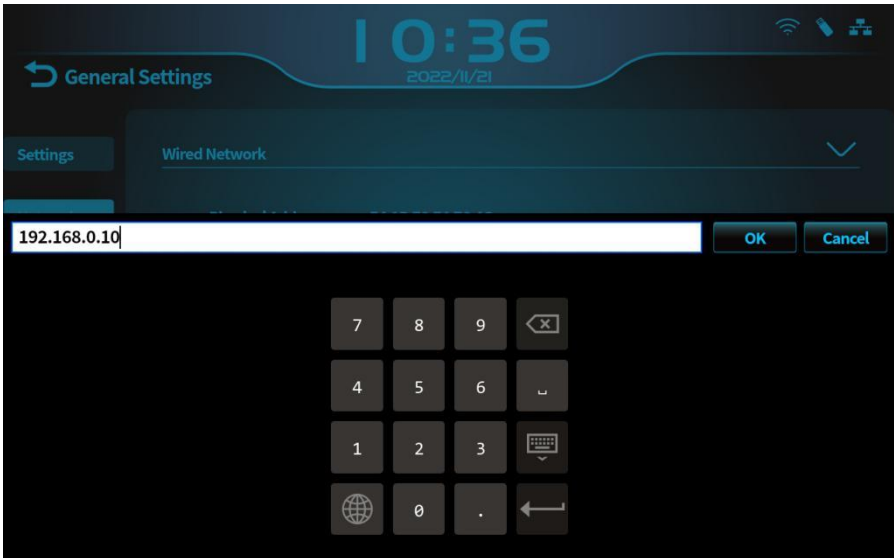 10:36
2022/11/21
General Settings
Settings
Wired Network
192.168.0.10
OK
Cancel
7 8 9
4 5 6
1 2 3
0 .